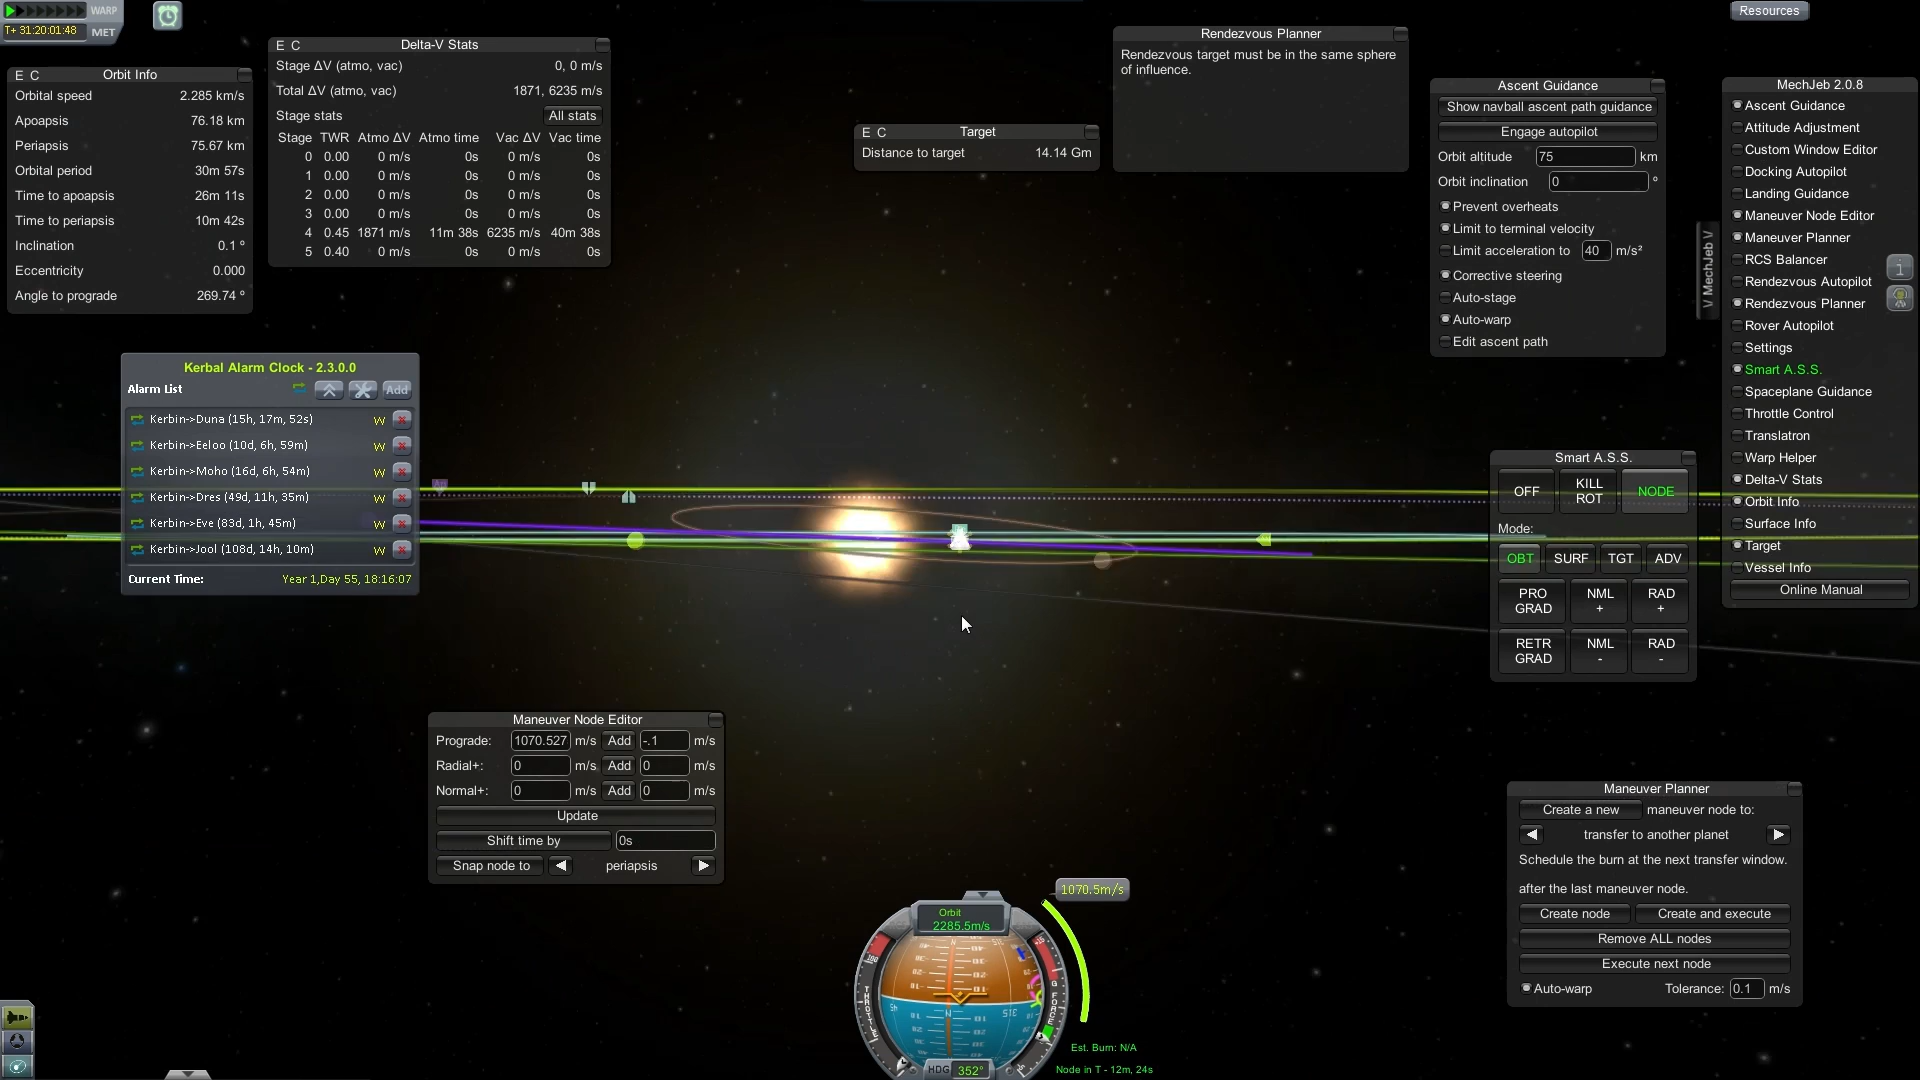 WARP
T+ 31:20:01:48
MET
Resources
E C Orbit Info
Orbital speed 2.285 km/s
Apoapsis 76.18 km
Periapsis 75.67 km
Orbital period 30m 57s
Time to apoapsis 26m 11s
Time to periapsis 10m 42s
Inclination 0.1 º
Eccentricity 0.000
Angle to prograde 269.74 º
E C Delta-V Stats
Stage ΔV (atmo, vac) 0, 0 m/s
Total ΔV (atmo, vac) 1871, 6235 m/s
Stage stats All stats
Stage TWR Atmo ΔV Atmo time Vac ΔV Vac time
0 0.00 0 m/s 0s 0 m/s 0s
1 0.00 0 m/s 0s 0 m/s 0s
2 0.00 0 m/s 0s 0 m/s 0s
3 0.00 0 m/s 0s 0 m/s 0s
4 0.45 1871 m/s 11m 38s 6235 m/s 40m 38s
5 0.40 0 m/s 0s 0 m/s 0s
E C Target
Distance to target 14.14 Gm
Rendezvous Planner
Rendezvous target must be in the same sphere
of influence.
Ascent Guidance
Show navball ascent path guidance
Engage autopilot
Orbit altitude 75 km
Orbit inclination 0 º
Prevent overheats
Limit to terminal velocity
Limit acceleration to 40 m/s²
Corrective steering
Auto-stage
Auto-warp
Edit ascent path
V MechJeb V
MechJeb 2.0.8
Ascent Guidance
Attitude Adjustment
Custom Window Editor
Docking Autopilot
Landing Guidance
Maneuver Node Editor
Maneuver Planner
RCS Balancer
Rendezvous Autopilot
Rendezvous Planner
Rover Autopilot
Settings
Smart A.S.S.
Spaceplane Guidance
Throttle Control
Translatron
Warp Helper
Delta-V Stats
Orbit Info
Surface Info
Target
Vessel Info
Online Manual
Kerbal Alarm Clock - 2.3.0.0
Alarm List Add
Kerbin->Duna (15h, 17m, 52s) W
Kerbin->Eeloo (10d, 6h, 59m) W
Kerbin->Moho (16d, 6h, 54m) W
Kerbin->Dres (49d, 11h, 35m) W
Kerbin->Eve (83d, 1h, 45m) W
Kerbin->Jool (108d, 14h, 10m) W
Current Time: Year 1,Day 55, 18:16:07
Smart A.S.S.
OFF KILL ROT NODE
Mode:
OBT SURF TGT ADV
PRO GRAD NML + RAD +
RETR GRAD NML - RAD -
Maneuver Node Editor
Prograde: 1070.527 m/s Add -.1 m/s
Radial+: 0 m/s Add 0 m/s
Normal+: 0 m/s Add 0 m/s
Update
Shift time by 0s
Snap node to periapsis
Maneuver Planner
Create a new maneuver node to:
transfer to another planet
Schedule the burn at the next transfer window.
after the last maneuver node.
Create node Create and execute
Remove ALL nodes
Execute next node
Auto-warp Tolerance: 0.1 m/s
1070.5m/s
Orbit
2285.5m/s
THROTTLE
G FORCE
HDG 352°
Est. Burn: N/A
Node in T - 12m, 24s